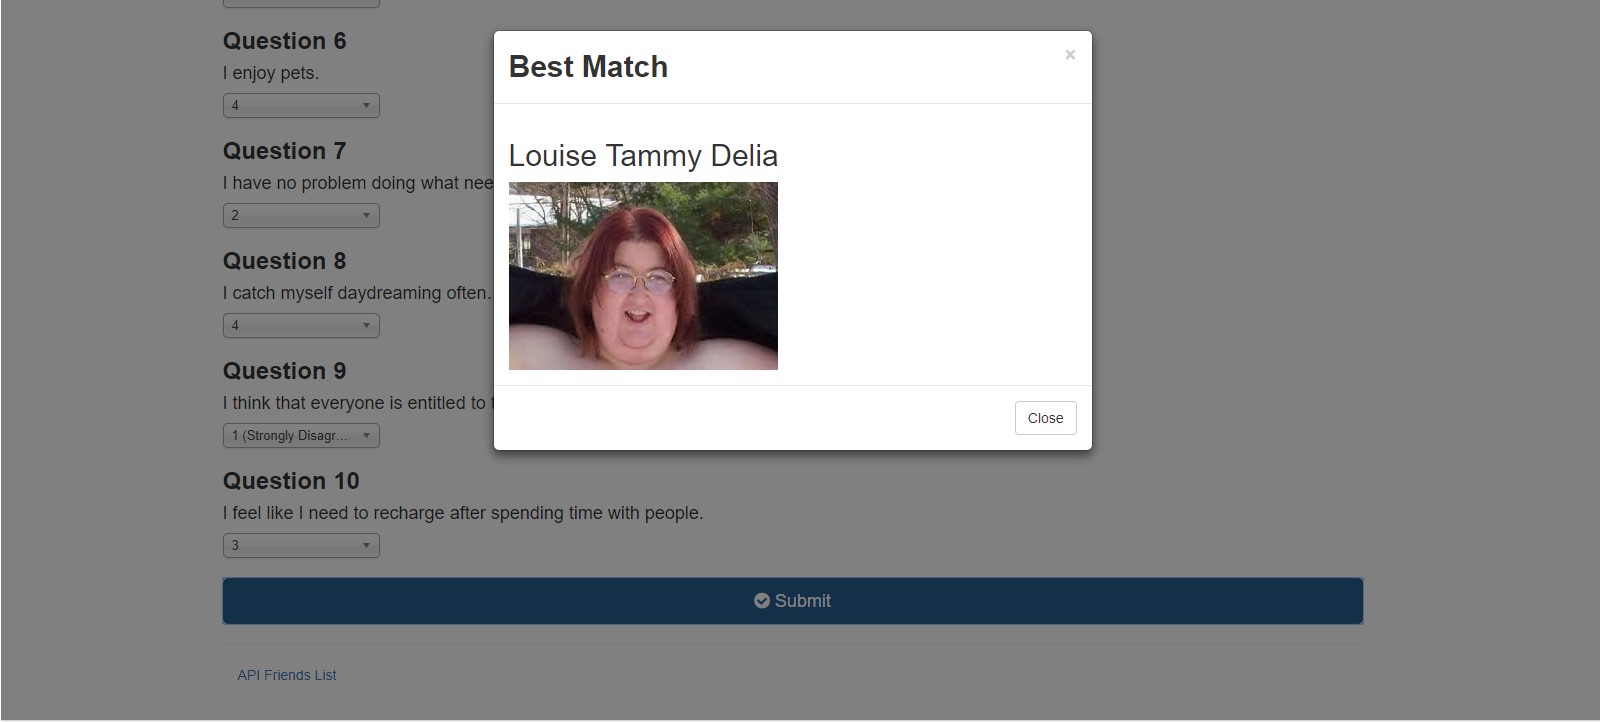 Question 6
I enjoy pets.
4
Question 7
I have no problem doing what nee
2
Question 8
I catch myself daydreaming often.
4
Question 9
I think that everyone is entitled to
1 (Strongly Disagr...
Question 10
I feel like I need to recharge after spending time with people.
3
Submit
API Friends List
Best Match
×
Louise Tammy Delia
Close